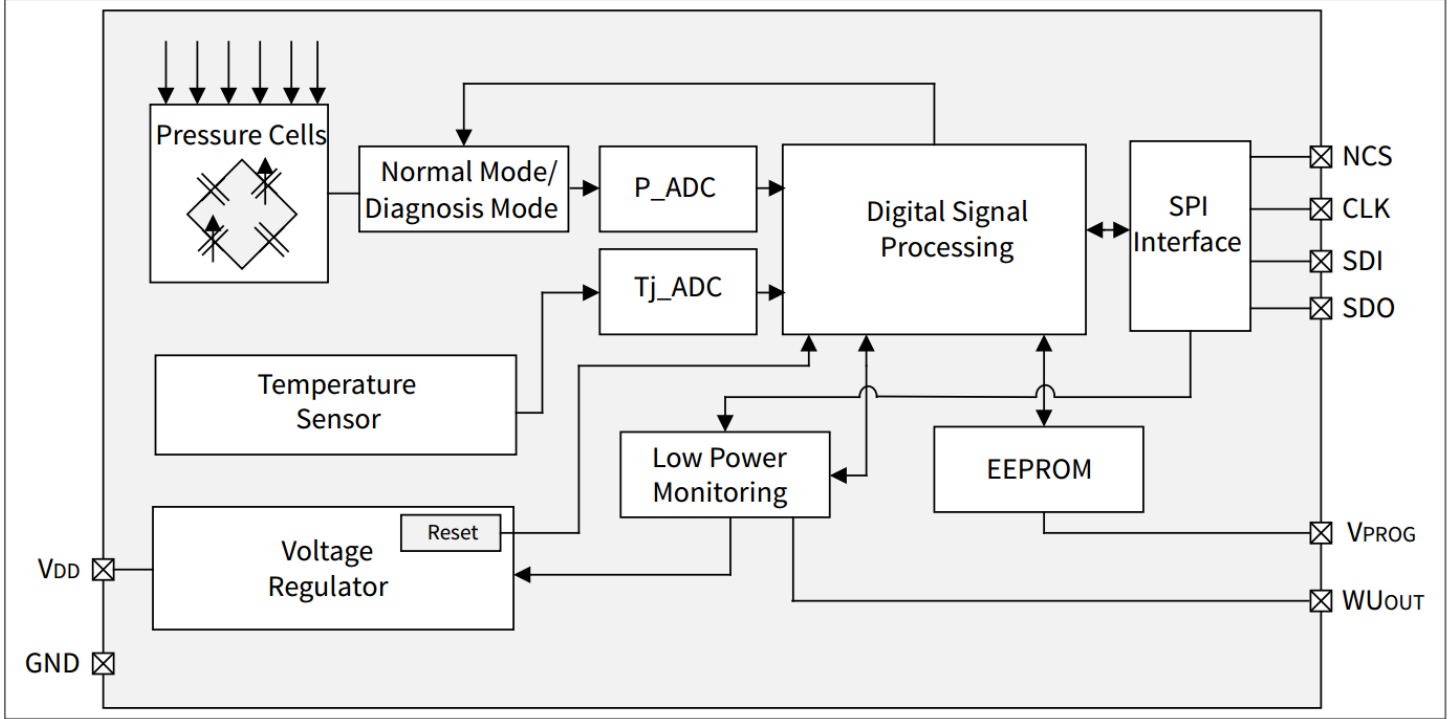 Pressure Cells
Normal Mode/
Diagnosis Mode
P_ADC
Digital Signal
Processing
SPI
Interface
NCS
CLK
SDI
SDO
Tj_ADC
Temperature
Sensor
Low Power
Monitoring
EEPROM
Reset
Voltage
Regulator
VDD
GND
VPROG
WUOUT